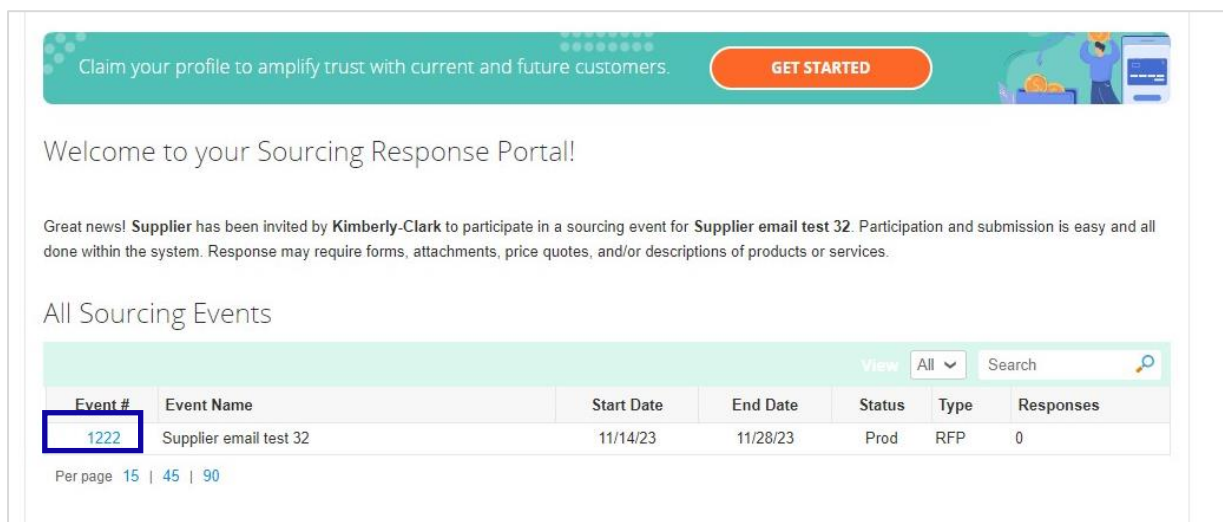 Claim your profile to amplify trust with current and future customers. GET STARTED
Welcome to your Sourcing Response Portal!
Great news! Supplier has been invited by Kimberly-Clark to participate in a sourcing event for Supplier email test 32. Participation and submission is easy and all
done within the system. Response may require forms, attachments, price quotes, and/or descriptions of products or services.
All Sourcing Events
View All Search
Event # Event Name Start Date End Date Status Type Responses
1222 Supplier email test 32 11/14/23 11/28/23 Prod RFP 0
Per page 15 | 45 | 90